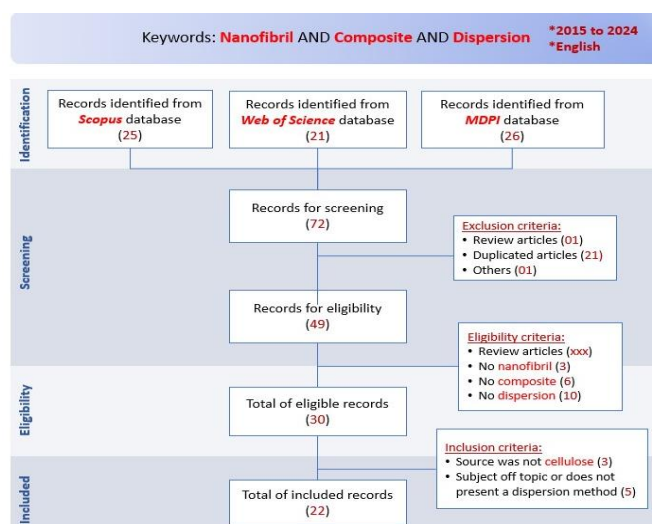 Keywords: Nanofibril AND Composite AND Dispersion
*2015 to 2024
*English
Identification
Records identified from
Scopus database
(25)
Records identified from
Web of Science database
(21)
Records identified from
MDPI database
(26)
Screening
Records for screening
(72)
Exclusion criteria:
• Review articles (01)
• Duplicated articles (21)
• Others (01)
Records for eligibility
(49)
Eligibility criteria:
• Review articles (xxx)
• No nanofibril (3)
• No composite (6)
• No dispersion (10)
Eligibility
Total of eligible records
(30)
Inclusion criteria:
• Source was not cellulose (3)
• Subject off topic or does not
present a dispersion method (5)
Included
Total of included records
(22)